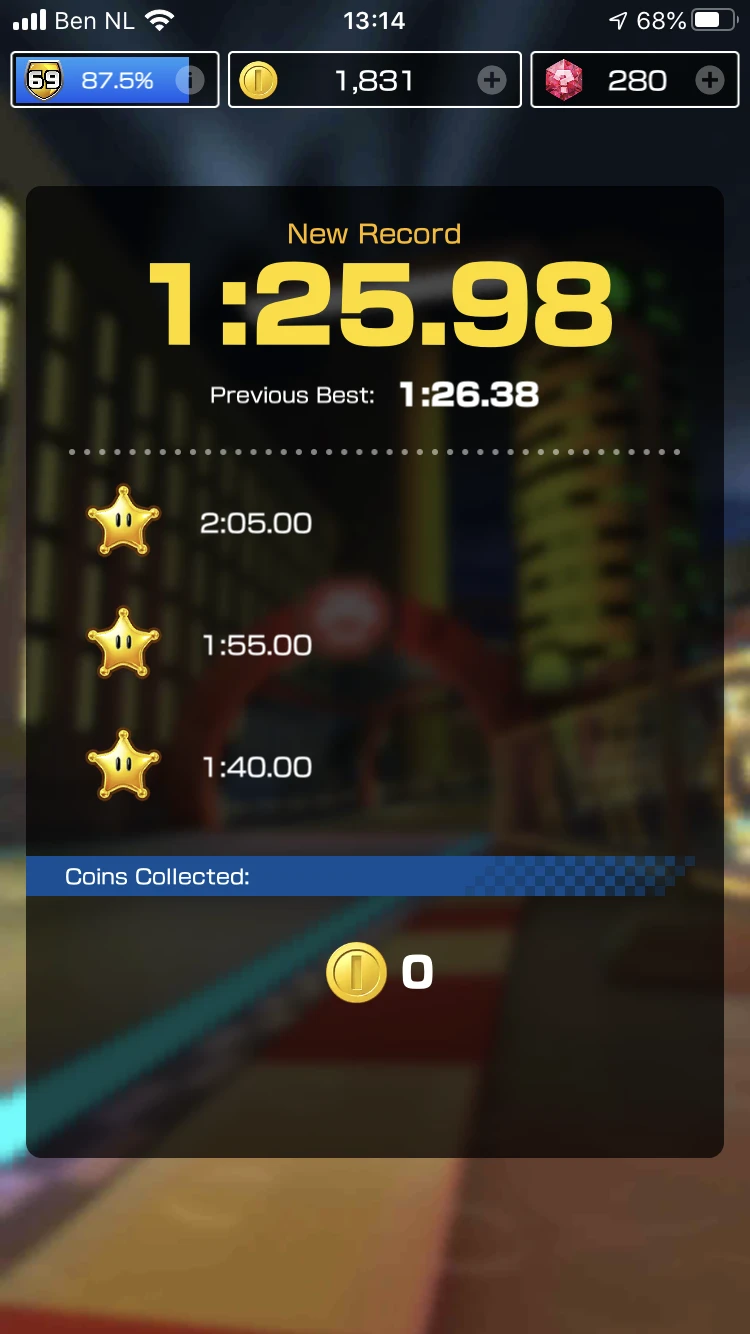 Ben NL 13:14 68%
69 87.5% i 1,831 + ? 280 +
New Record
1:25.98
Previous Best: 1:26.38
2:05.00
1:55.00
1:40.00
Coins Collected:
0